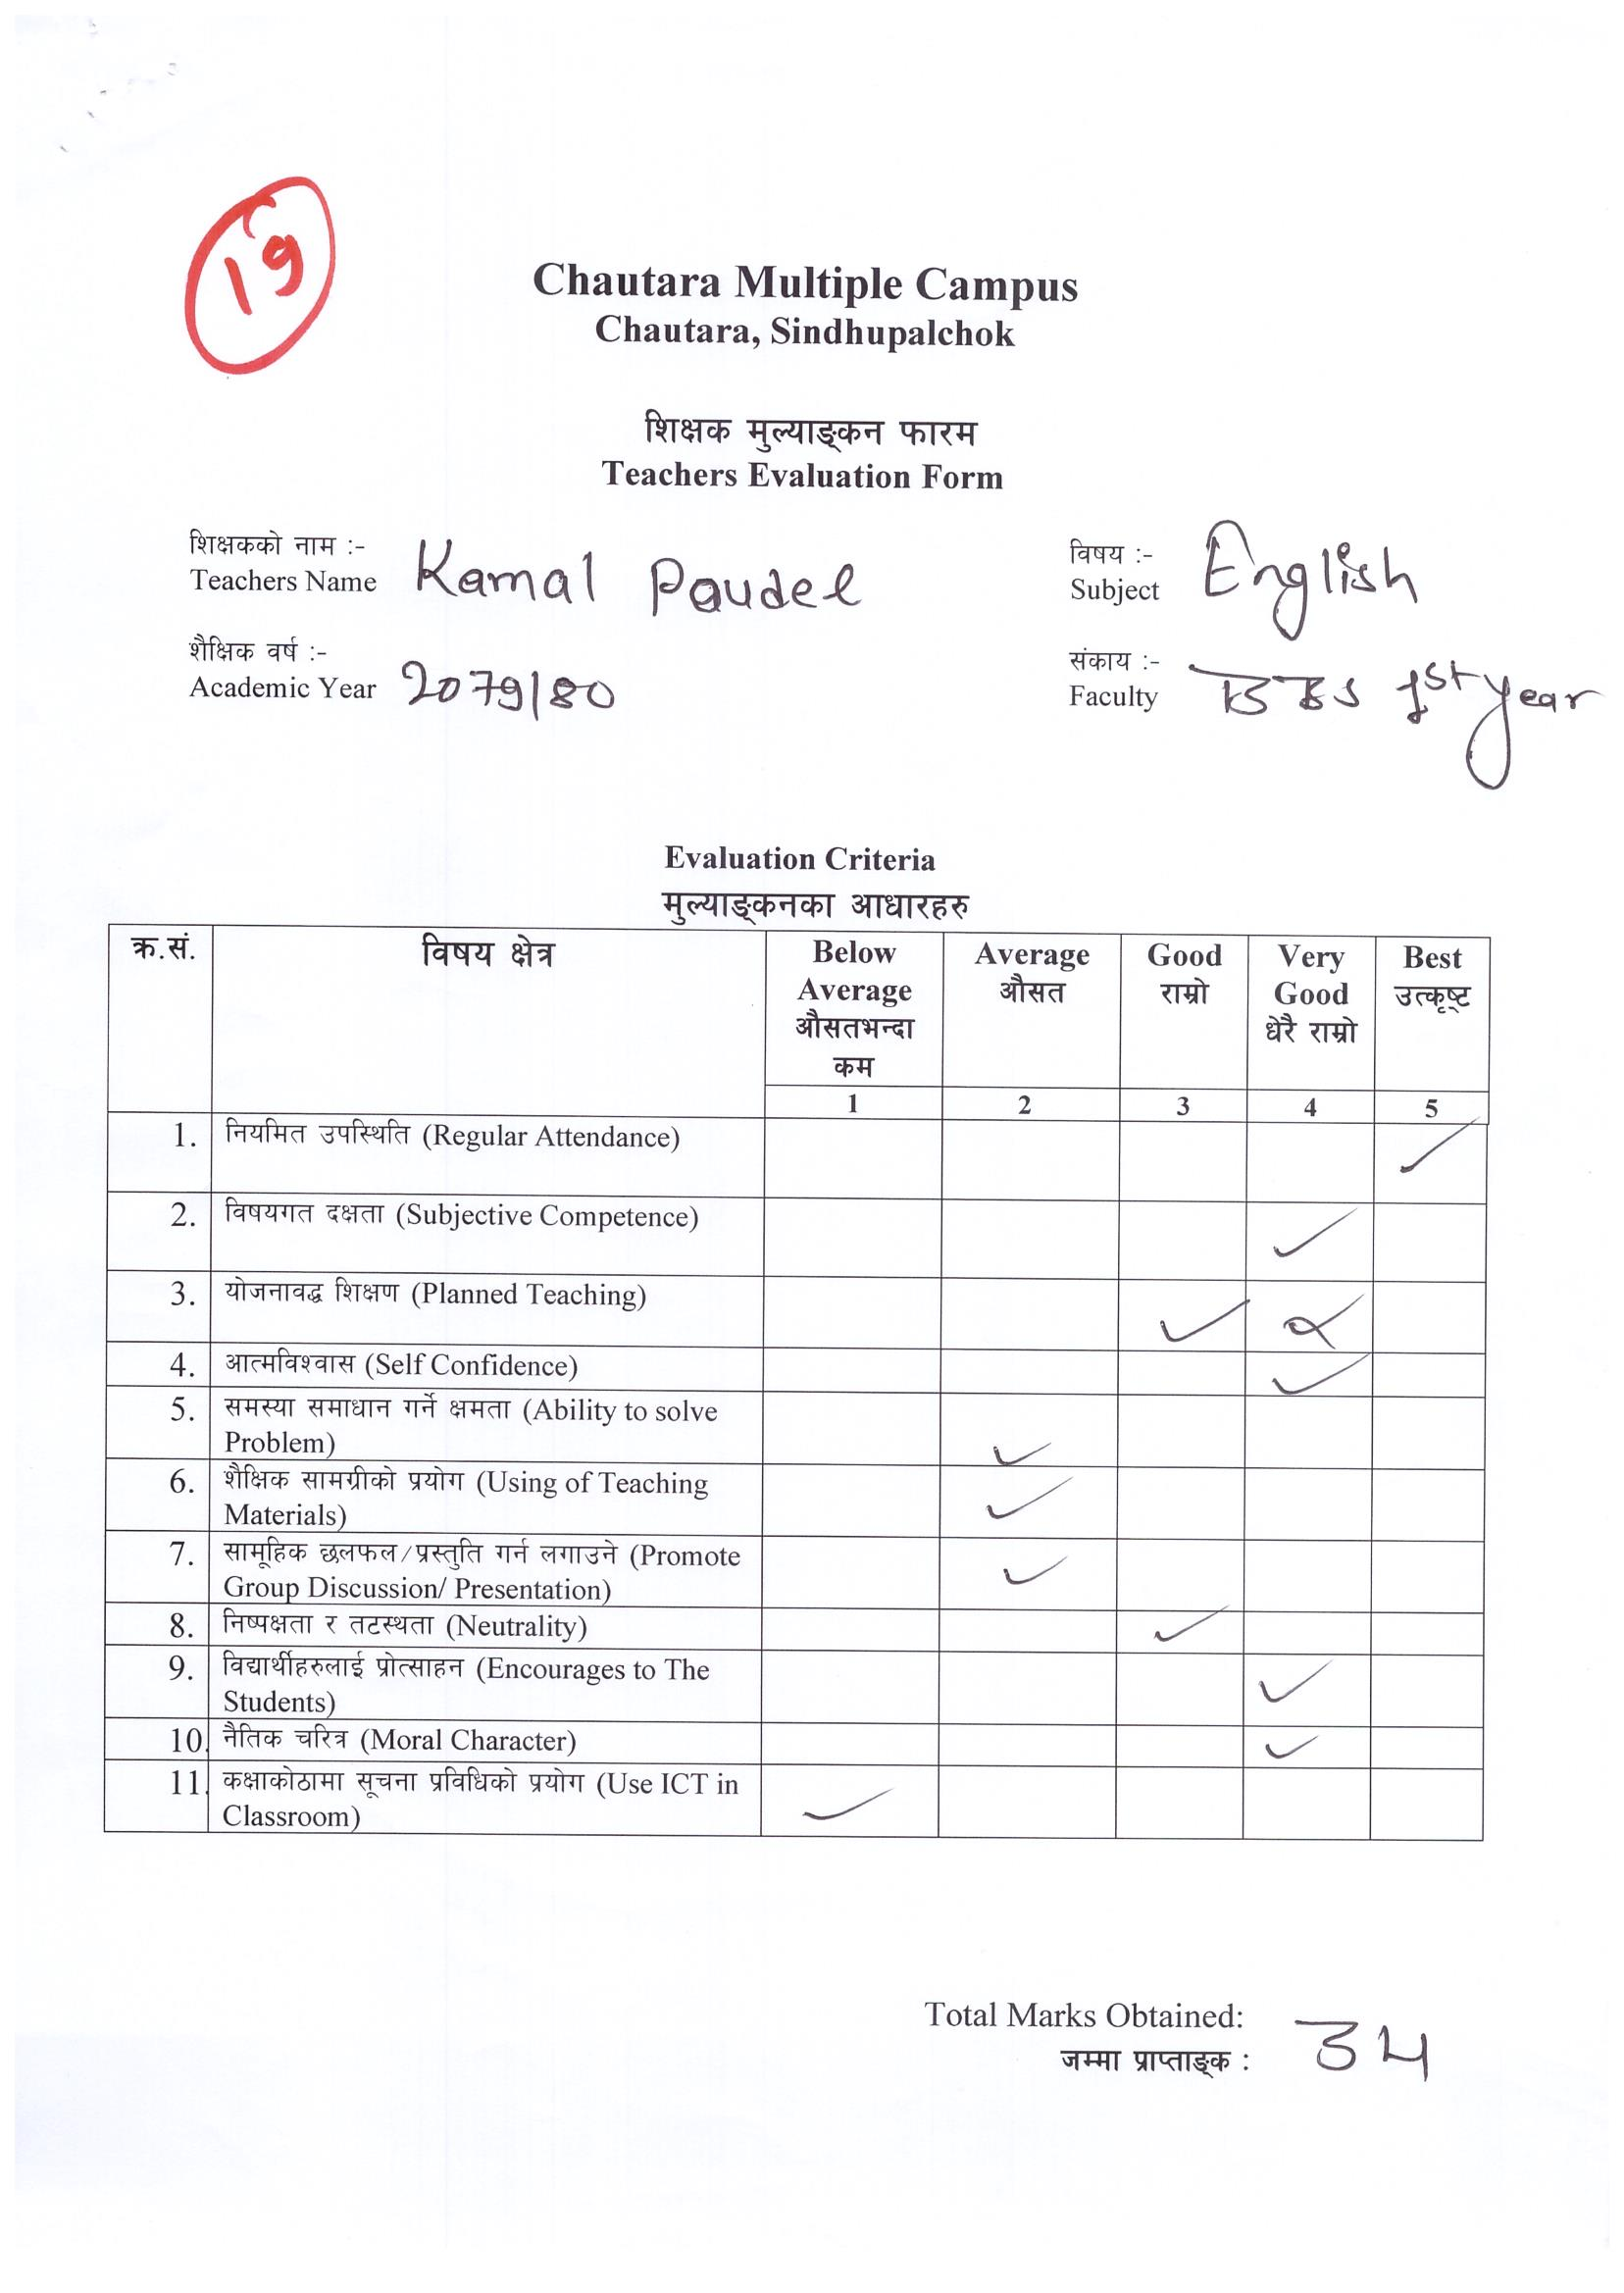 19
Chautara Multiple Campus
Chautara, Sindhupalchok
शिक्षक मुल्याङ्कन फारम
Teachers Evaluation Form
शिक्षकको नाम :-
Teachers Name Kamal Paudel
विषय :-
Subject English
शैक्षिक वर्ष :-
Academic Year 2079/80
संकाय :-
Faculty BBS 1st year
Evaluation Criteria
मुल्याङ्कनका आधारहरु
क्र.सं. विषय क्षेत्र Below Average औसतभन्दा कम Average औसत Good राम्रो Very Good धेरै राम्रो Best उत्कृष्ट
1 2 3 4 5
1. नियमित उपस्थिति (Regular Attendance) ✓
2. विषयगत दक्षता (Subjective Competence) ✓
3. योजनावद्ध शिक्षण (Planned Teaching) ✓
4. आत्मविश्वास (Self Confidence) ✓
5. समस्या समाधान गर्ने क्षमता (Ability to solve
Problem) ✓
6. शैक्षिक सामग्रीको प्रयोग (Using of Teaching
Materials) ✓
7. सामूहिक छलफल/प्रस्तुति गर्न लगाउने (Promote
Group Discussion/ Presentation) ✓
8. निष्पक्षता र तटस्थता (Neutrality) ✓
9. विद्यार्थीहरुलाई प्रोत्साहन (Encourages to The
Students) ✓
10. नैतिक चरित्र (Moral Character) ✓
11. कक्षाकोठामा सूचना प्रविधिको प्रयोग (Use ICT in
Classroom) ✓
Total Marks Obtained:
जम्मा प्राप्ताङ्क : 34